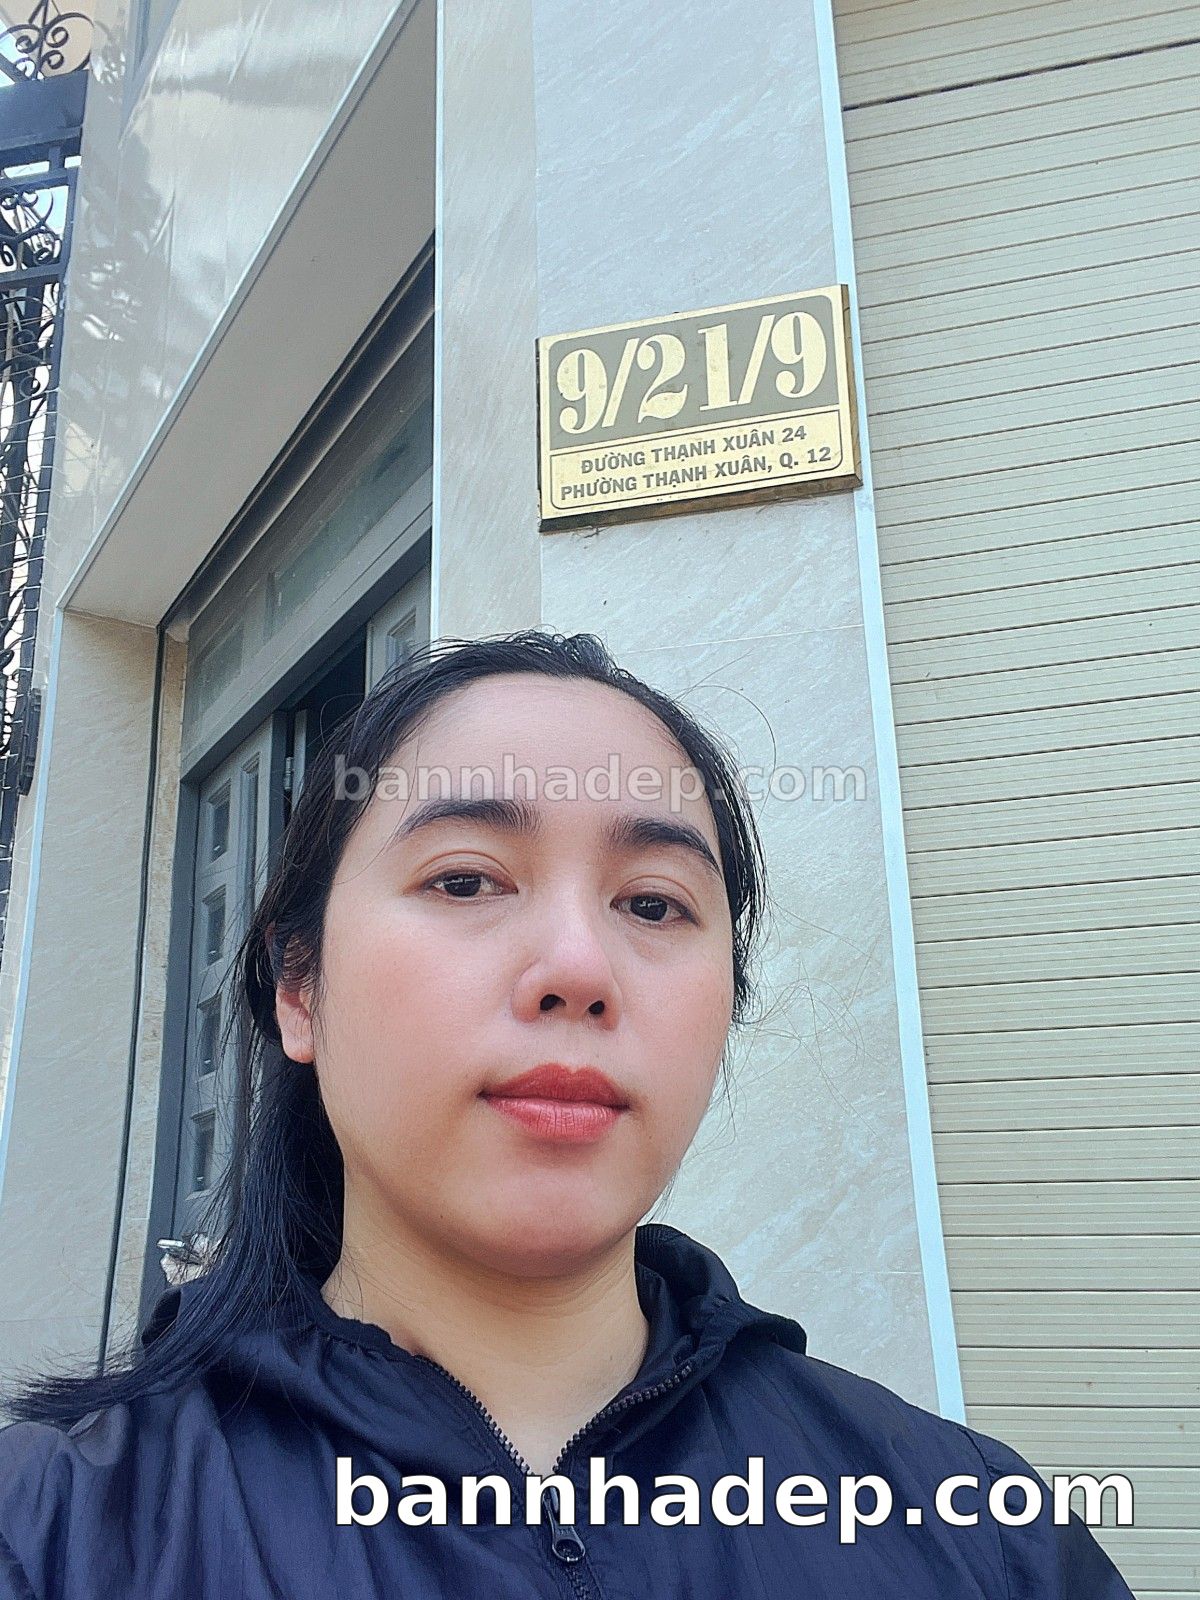 9/21/9
ĐƯỜNG THẠNH XUÂN 24
PHƯỜNG THẠNH XUÂN, Q. 12
bannhadep.com
bannhadep.com